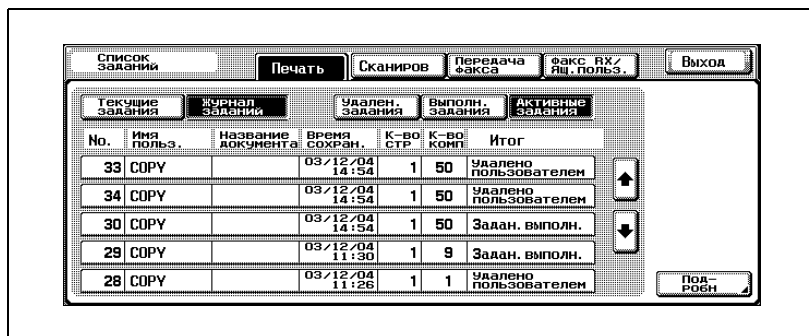 Список заданий
Печать
Сканиров
Передача факса
Факс RX/ Ящ.польз.
Выход
Текущие задания
Журнал заданий
Удален. задания
Выполн. задания
Активные задания
No. Имя польз. Название документа Время сохран. К-во стр К-во комп Итог
33 COPY 03/12/04 14:54 1 50 Удалено пользователем
34 COPY 03/12/04 14:54 1 50 Удалено пользователем
30 COPY 03/12/04 14:54 1 50 Задан. выполн.
29 COPY 03/12/04 11:30 1 9 Задан. выполн.
28 COPY 03/12/04 11:26 1 1 Удалено пользователем
Под-робн